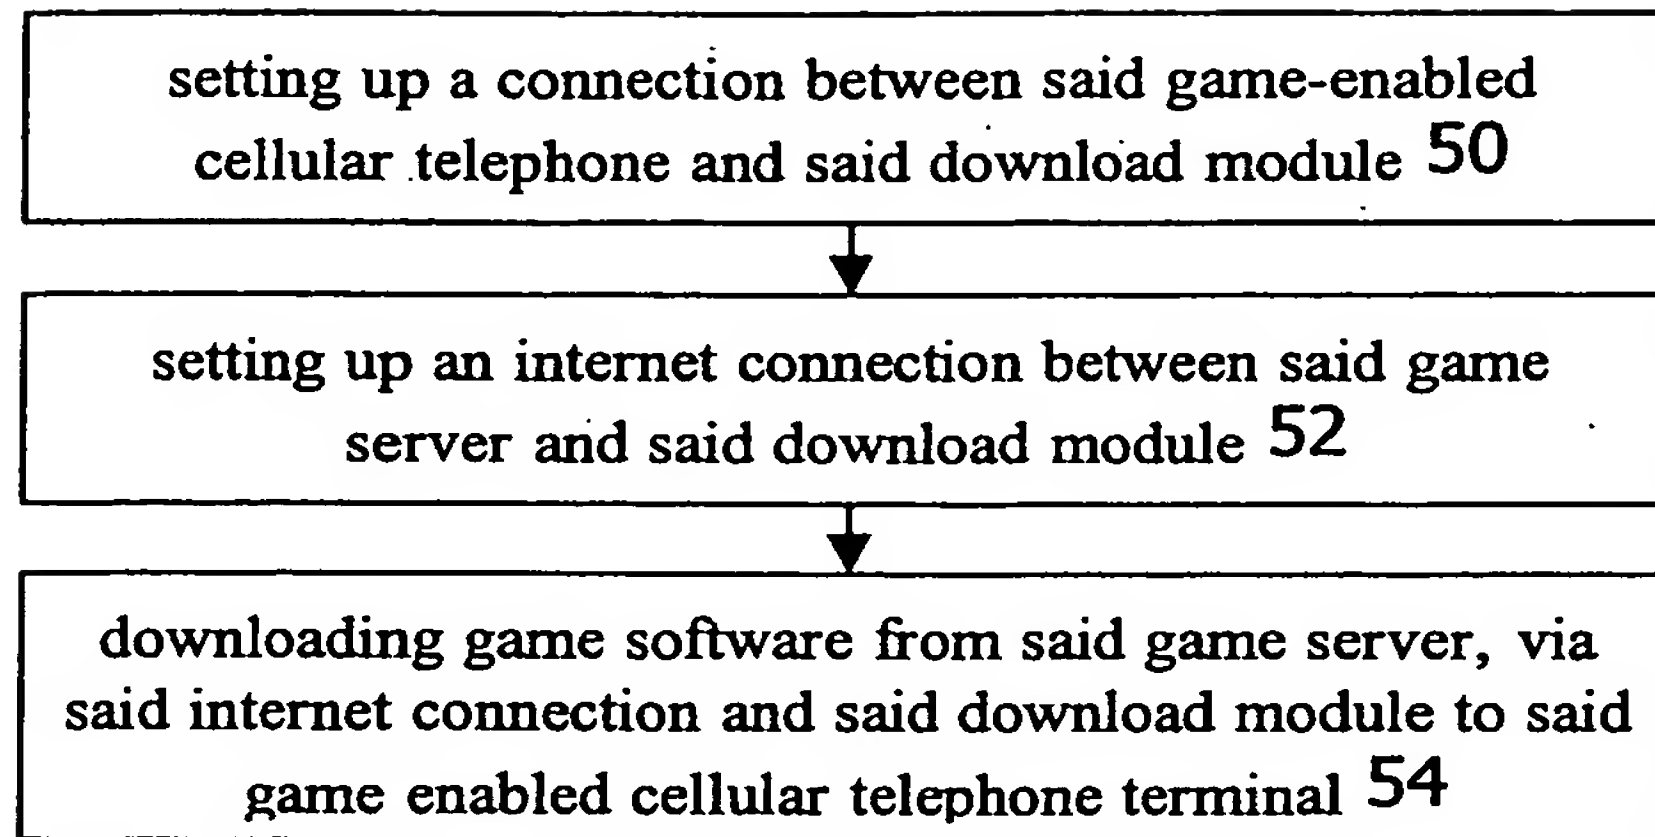 setting up a connection between said game-enabled
cellular telephone and said download module 50
setting up an internet connection between said game
server and said download module 52
downloading game software from said game server, via
said internet connection and said download module to said
game enabled cellular telephone terminal 54